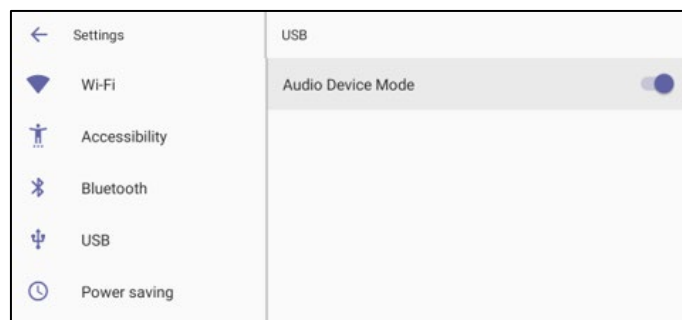 Settings
Wi-Fi
Accessibility
Bluetooth
USB
Power saving
USB
Audio Device Mode